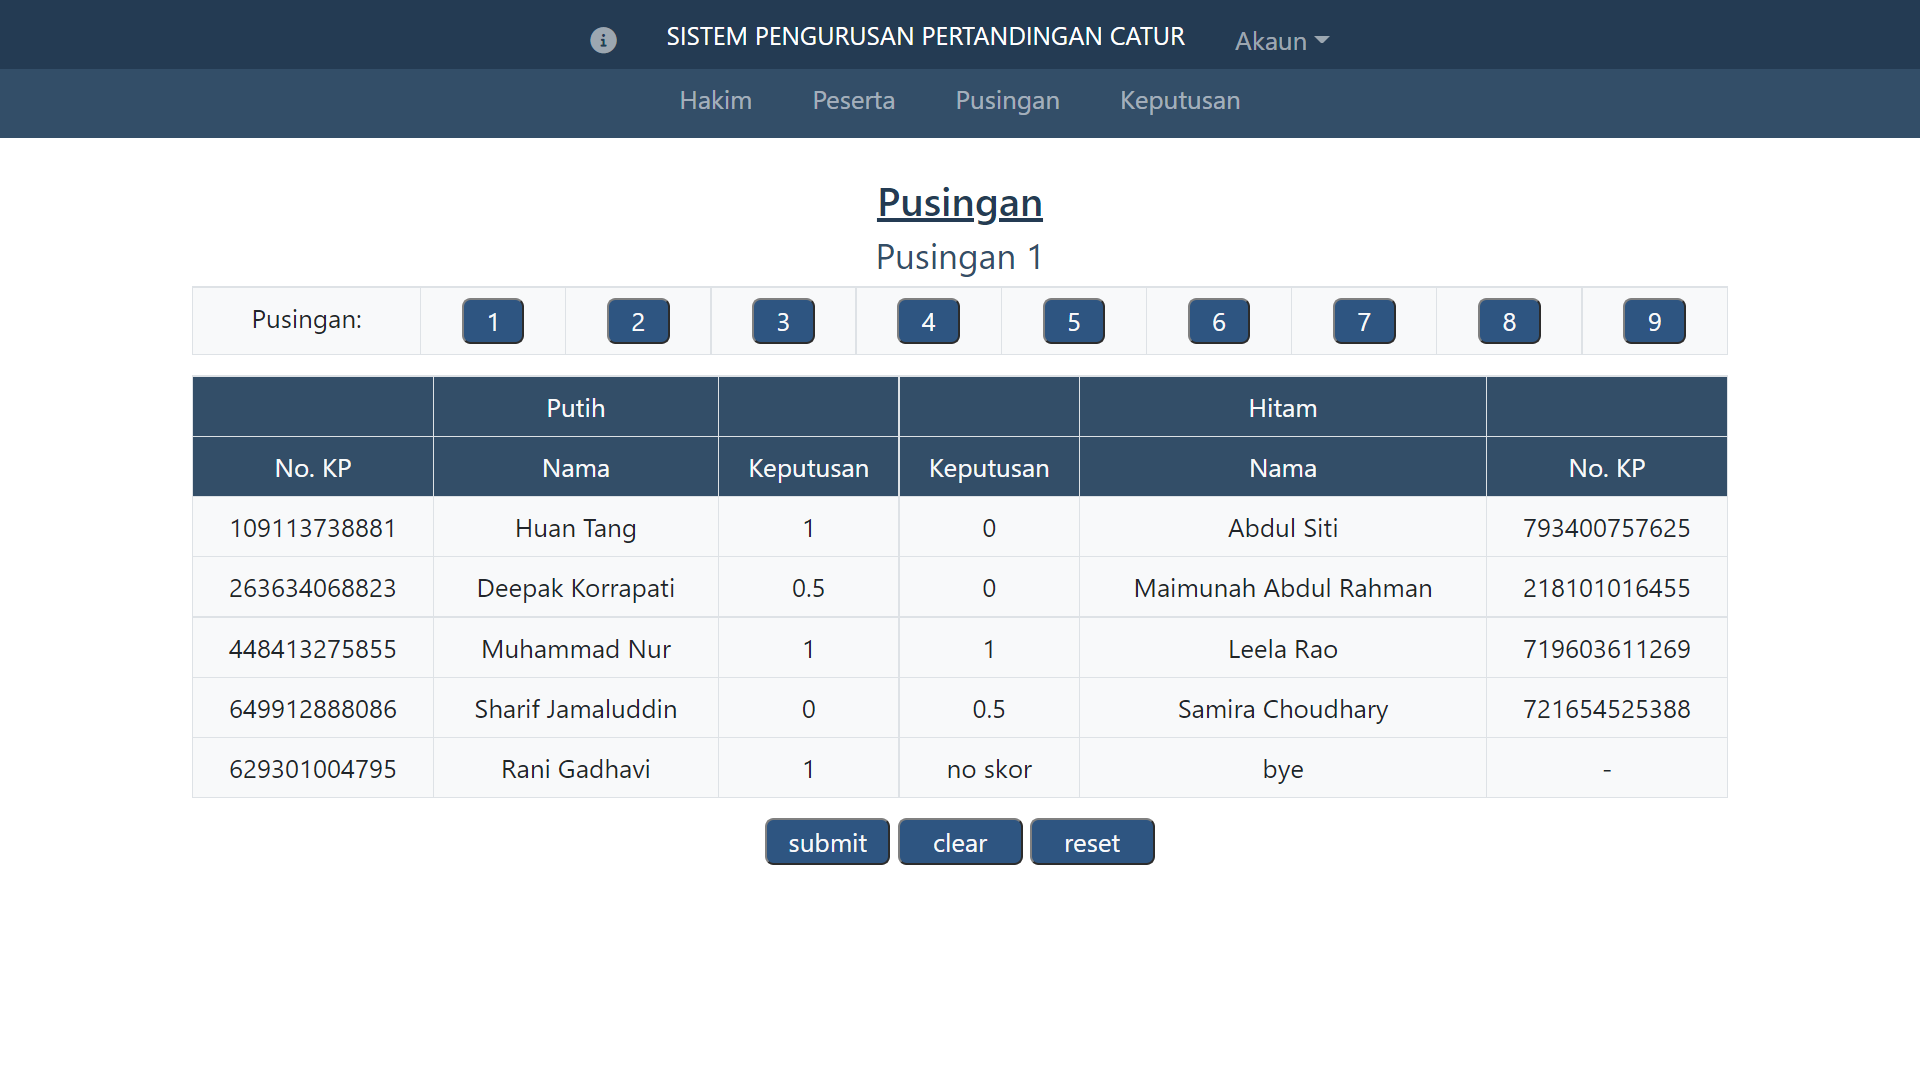 SISTEM PENGURUSAN PERTANDINGAN CATUR Akaun
Hakim Peserta Pusingan Keputusan
Pusingan
Pusingan 1
Pusingan: 1 2 3 4 5 6 7 8 9
Putih Hitam
No. KP Nama Keputusan Keputusan Nama No. KP
109113738881 Huan Tang 1 0 Abdul Siti 793400757625
263634068823 Deepak Korrapati 0.5 0 Maimunah Abdul Rahman 218101016455
448413275855 Muhammad Nur 1 1 Leela Rao 719603611269
649912888086 Sharif Jamaluddin 0 0.5 Samira Choudhary 721654525388
629301004795 Rani Gadhavi 1 no skor bye -
submit clear reset